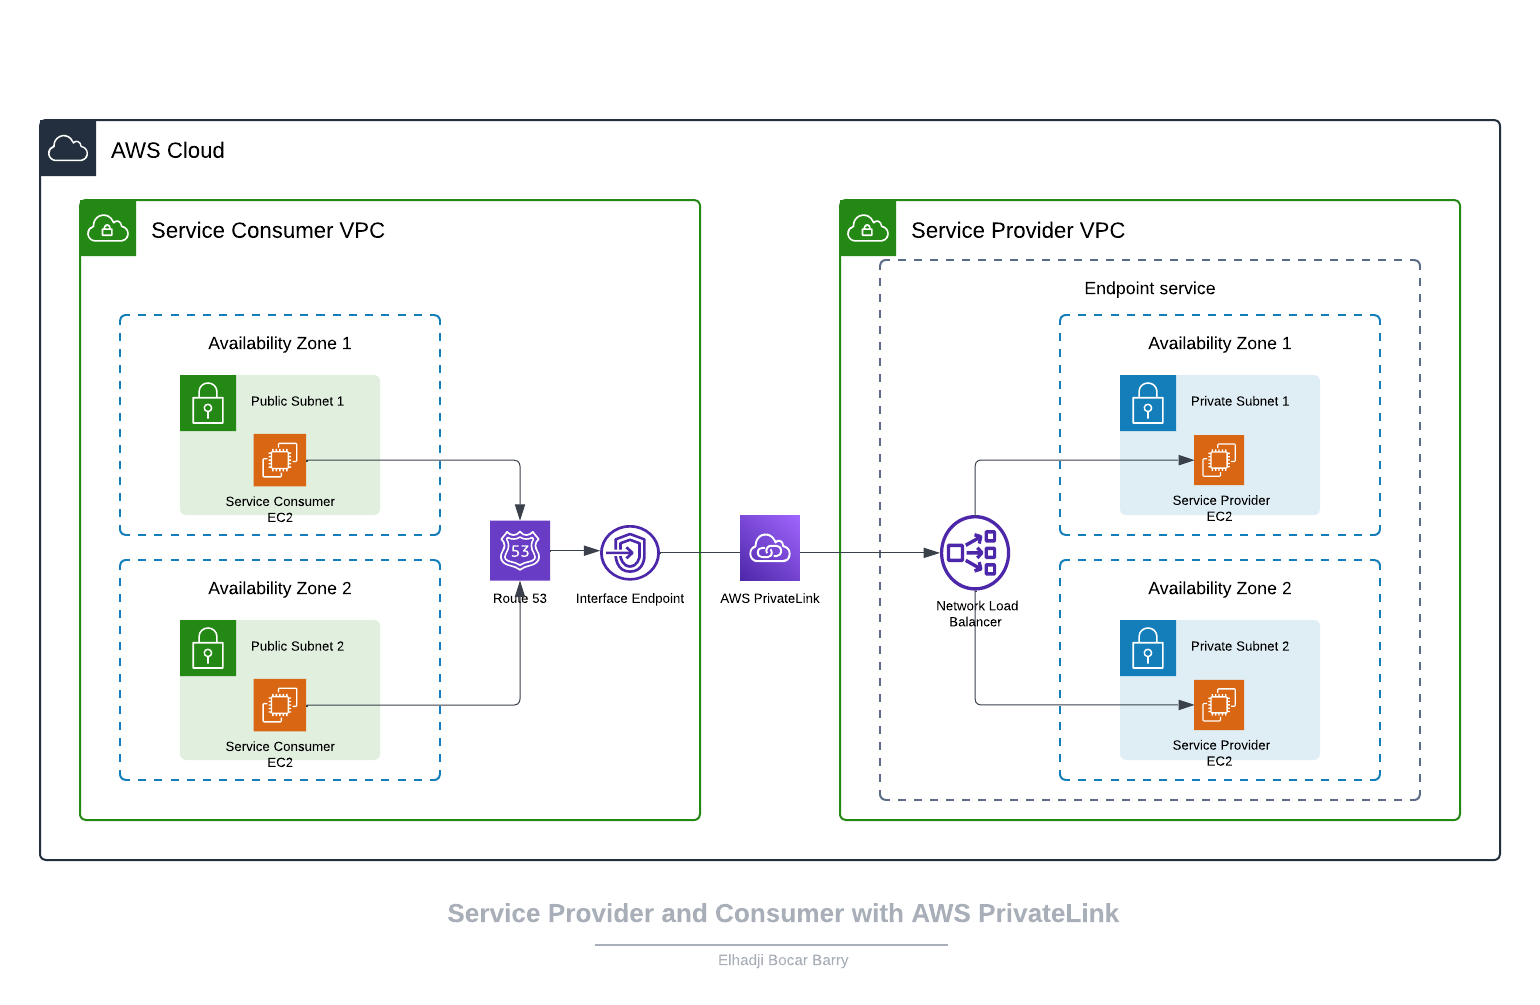 AWS Cloud
Service Consumer VPC
Service Provider VPC
Endpoint service
Availability Zone 1
Public Subnet 1
Service Consumer
EC2
Availability Zone 2
Public Subnet 2
Service Consumer
EC2
53
Route 53
Interface Endpoint
AWS PrivateLink
Network Load
Balancer
Availability Zone 1
Private Subnet 1
Service Provider
EC2
Availability Zone 2
Private Subnet 2
Service Provider
EC2
Service Provider and Consumer with AWS PrivateLink
Elhadji Bocar Barry